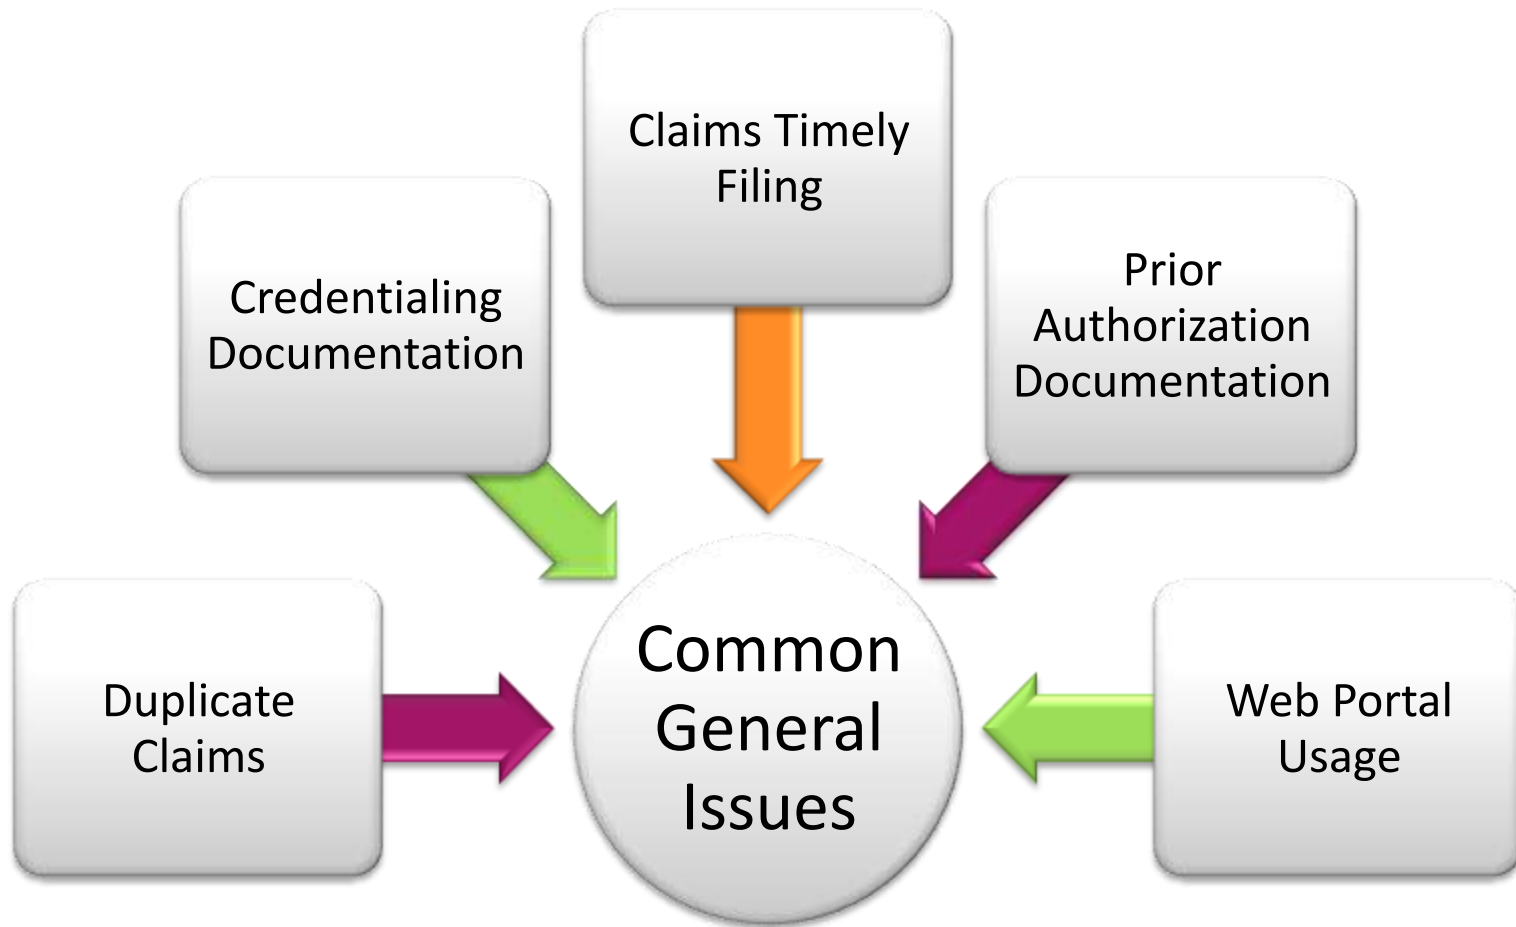 Claims Timely
Filing
Credentialing
Documentation
Prior
Authorization
Documentation
Duplicate
Claims
Common
General
Issues
Web Portal
Usage